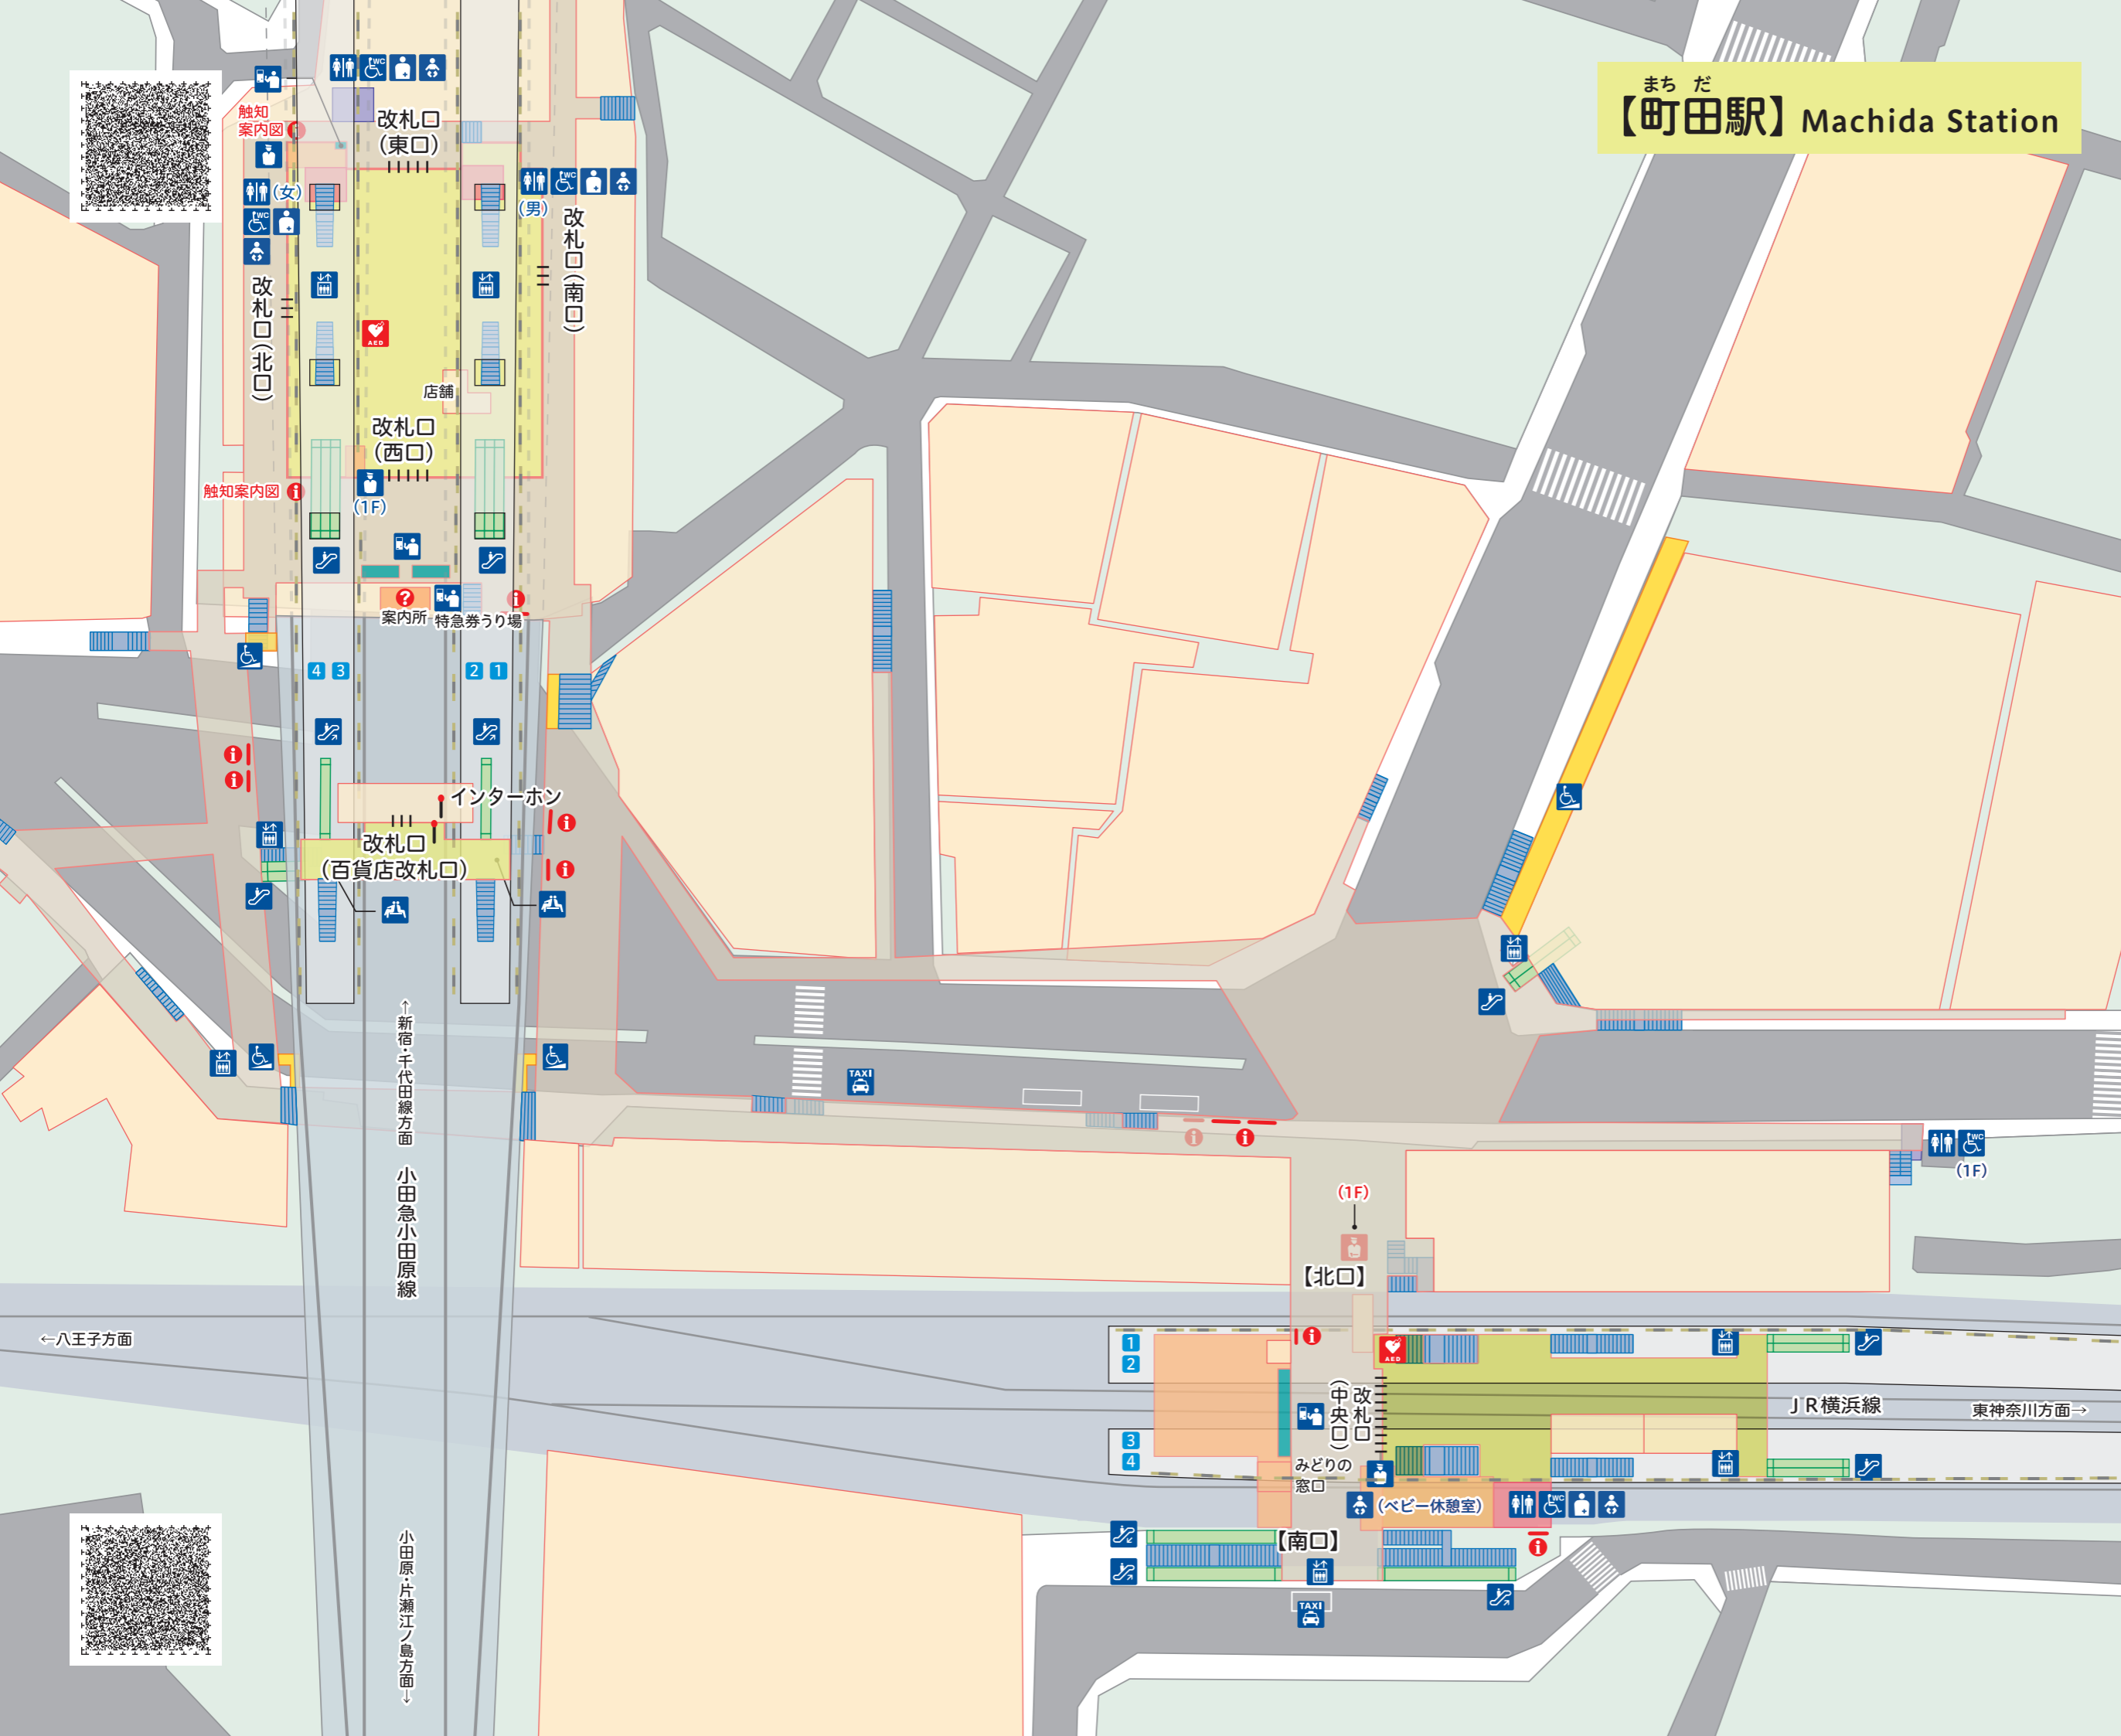 まち だ
【町田駅】Machida Station
WC
改札口
(東口)
触知
案内図
(女)
WC
WC
(男)
改札口(南口)
改札口(北口)
AED
店舗
改札口
(西口)
触知案内図
(1F)
案内所
特急券うり場
4 3
2 1
インターホン
改札口
(百貨店改札口)
←新宿・千代田線方面
小田急小田原線
小田原・片瀬江ノ島方面→
TAXI
WC
(1F)
(1F)
【北口】
←八王子方面
1
2
AED
改札口
(中央口)
JR横浜線
東神奈川方面→
3
4
みどりの
窓口
(ベビー休憩室)
WC
【南口】
TAXI